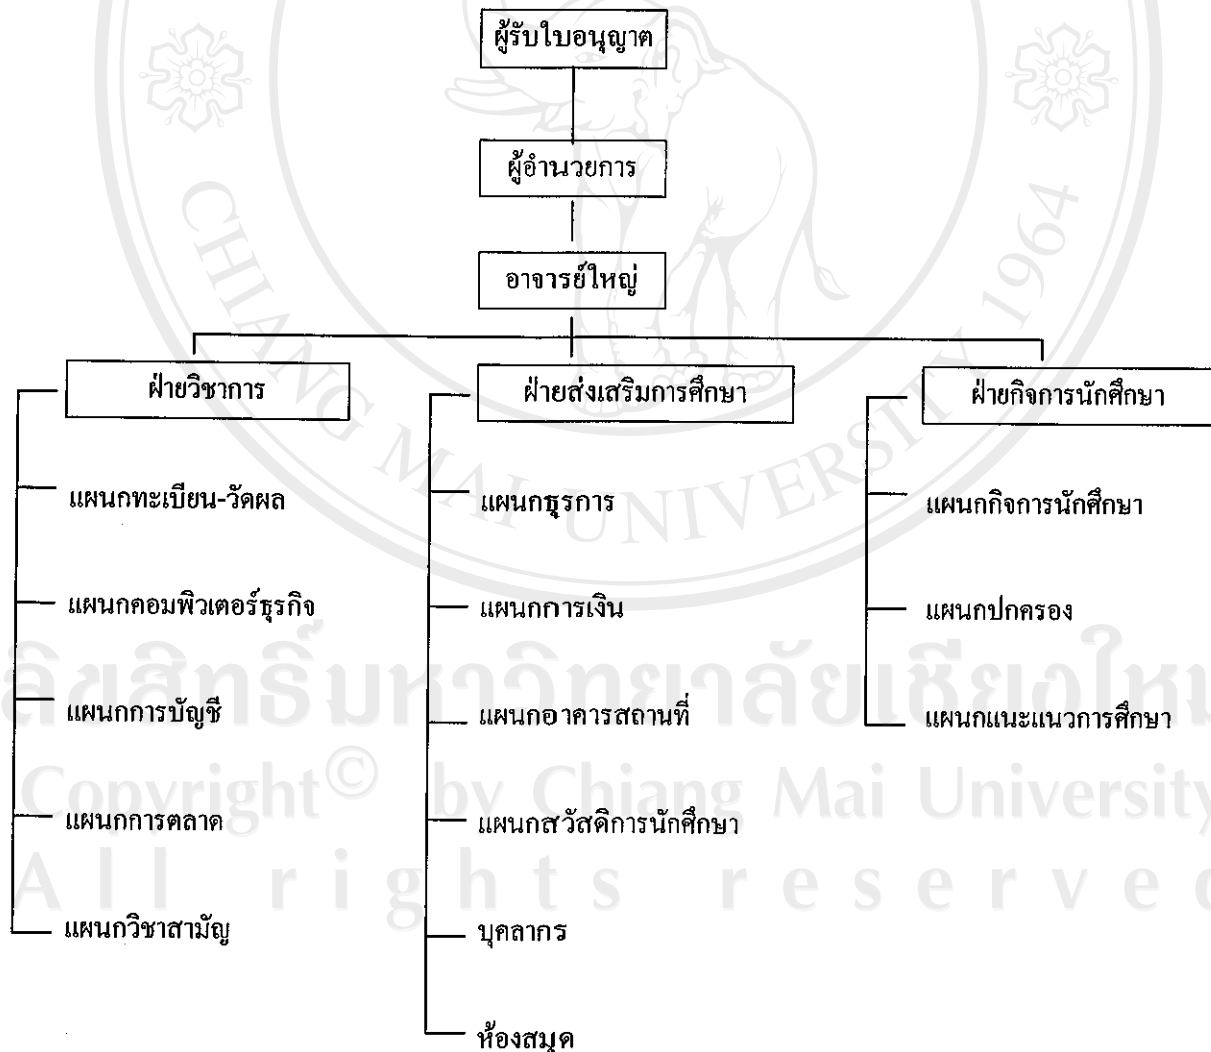 ผู้รับใบอนุญาต
ผู้อำนวยการ
อาจารย์ใหญ่
ฝ่ายวิชาการ
แผนกทะเบียน-วัดผล
แผนกคอมพิวเตอร์ธุรกิจ
แผนกการบัญชี
แผนกการตลาด
แผนกวิชาสามัญ
ฝ่ายส่งเสริมการศึกษา
แผนกธุรการ
แผนกการเงิน
แผนกอาคารสถานที่
แผนกสวัสดิการนักศึกษา
บุคลากร
ห้องสมุด
ฝ่ายกิจการนักศึกษา
แผนกกิจการนักศึกษา
แผนกปกครอง
แผนกแนะแนวการศึกษา
CHIANG MAI UNIVERSITY 1964
ลิขสิทธิ์มหาวิทยาลัยเชียงใหม
Copyright© by Chiang Mai University
All rights reserved